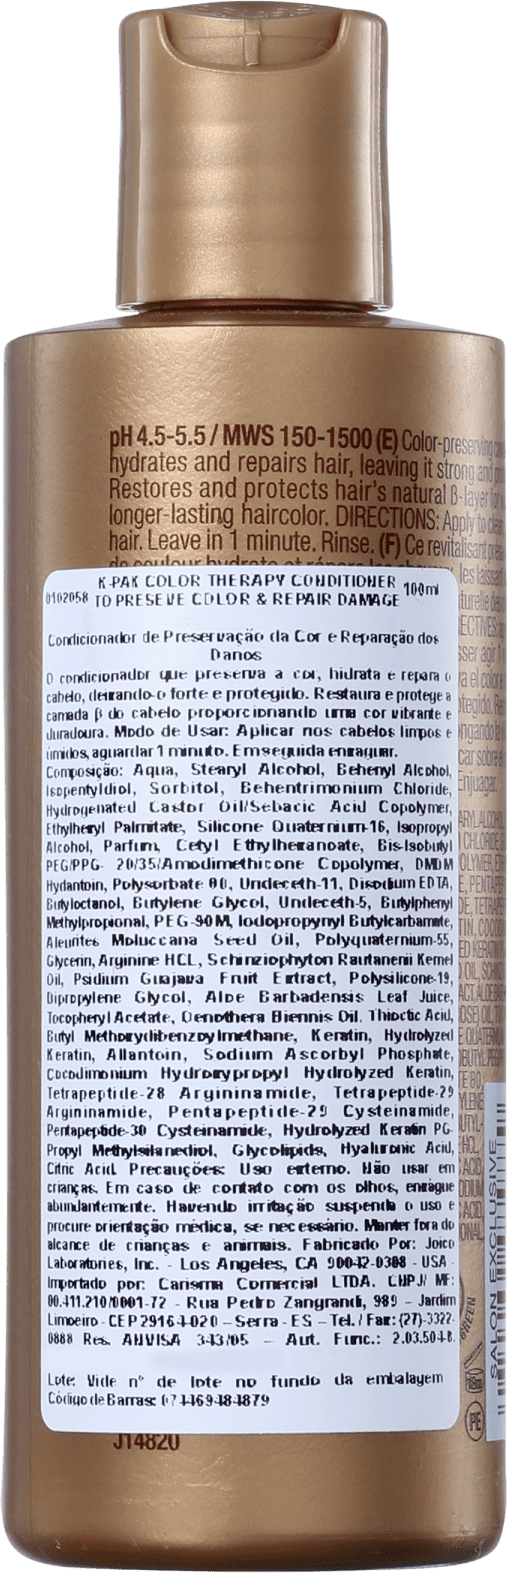 pH 4.5-5.5 / MWS 150-1500 (E) Color-preserving
hydrates and repairs hair, leaving it strong and
Restores and protects hair's natural β-layer for
longer-lasting haircolor. DIRECTIONS: Apply to clean
hair. Leave in 1 minute. Rinse. (F) Ce revitalisant
K-PAK COLOR THERAPY CONDITIONER 100ml
0102058 TO PRESEVE COLOR & REPAIR DAMAGE
Condicionador de Preservação da Cor e Reparação dos
Danos
O condicionador que preserva a cor, hidrata e repara o
cabelo, deixando-o forte e protegido. Restaura e protege a
camada β do cabelo proporcionando uma cor vibrante e
duradoura. Modo de Usar: Aplicar nos cabelos limpos e
úmidos, aguardar 1 minuto. Em seguida enxaguar.
Composição: Aqua, Stearyl Alcohol, Behenyl Alcohol,
Isopentyldiol, Sorbitol, Behentrimonium Chloride,
Hydrogenated Castor Oil/Sebacic Acid Copolymer,
Ethylhexyl Palmitate, Silicone Quaternium-16, Isopropyl
Alcohol, Parfum, Cetyl Ethylhexanoate, Bis-Isobutyl
PEG/PPG- 20/35/Amodimethicone Copolymer, DMDM
Hydantoin, Polysorbate 80, Undeceth-11, Disodium EDTA,
Butyloctanol, Butylene Glycol, Undeceth-5, Butylphenyl
Methylpropional, PEG-90M, Iodopropynyl Butylcarbamate,
Aleurites Moluccana Seed Oil, Polyquaternium-55,
Glycerin, Arginine HCL, Schinziophyton Rautanenii Kernel
Oil, Psidium Guajava Fruit Extract, Polysilicone-19,
Dipropylene Glycol, Aloe Barbadensis Leaf Juice,
Tocopheryl Acetate, Oenothera Biennis Oil, Thioctic Acid,
Butyl Methoxydibenzoylmethane, Keratin, Hydrolyzed
Keratin, Allantoin, Sodium Ascorbyl Phosphate,
Cocodimonium Hydroxypropyl Hydrolyzed Keratin,
Tetrapeptide-28 Argininamide, Tetrapeptide-29
Argininamide, Pentapeptide-29 Cysteinamide,
Pentapeptide-30 Cysteinamide, Hydrolyzed Keratin PG-
Propyl Methylsilanediol, Glycolipids, Hyaluronic Acid,
Citric Acid. Precauções: Uso externo. Não usar em
crianças. Em caso de contato com os olhos, enxágue
abundantemente. Havendo irritação suspenda o uso e
procure orientação médica, se necessário. Manter fora do
alcance de crianças e animais. Fabricado Por: Joico
Laboratories, Inc. - Los Angeles, CA 90042-0308 - USA -
Importado por: Carisma Comercial LTDA. CNPJ/ MF:
00.411.210/0001-72 - Rua Pedro Zangrandi, 989 - Jardim
Limoeiro - CEP 29164-020 – Serra - ES – Tel. / Fax: (27)-3322-
0888 Res. ANVISA 343/05 – Aut. Func.: 2.03.504-8.
Lote: Vide n° de lote no fundo da embalagem
Código de Barras: 074469484879
J14820
SALON EXCLUSIVE
GREEN
PE